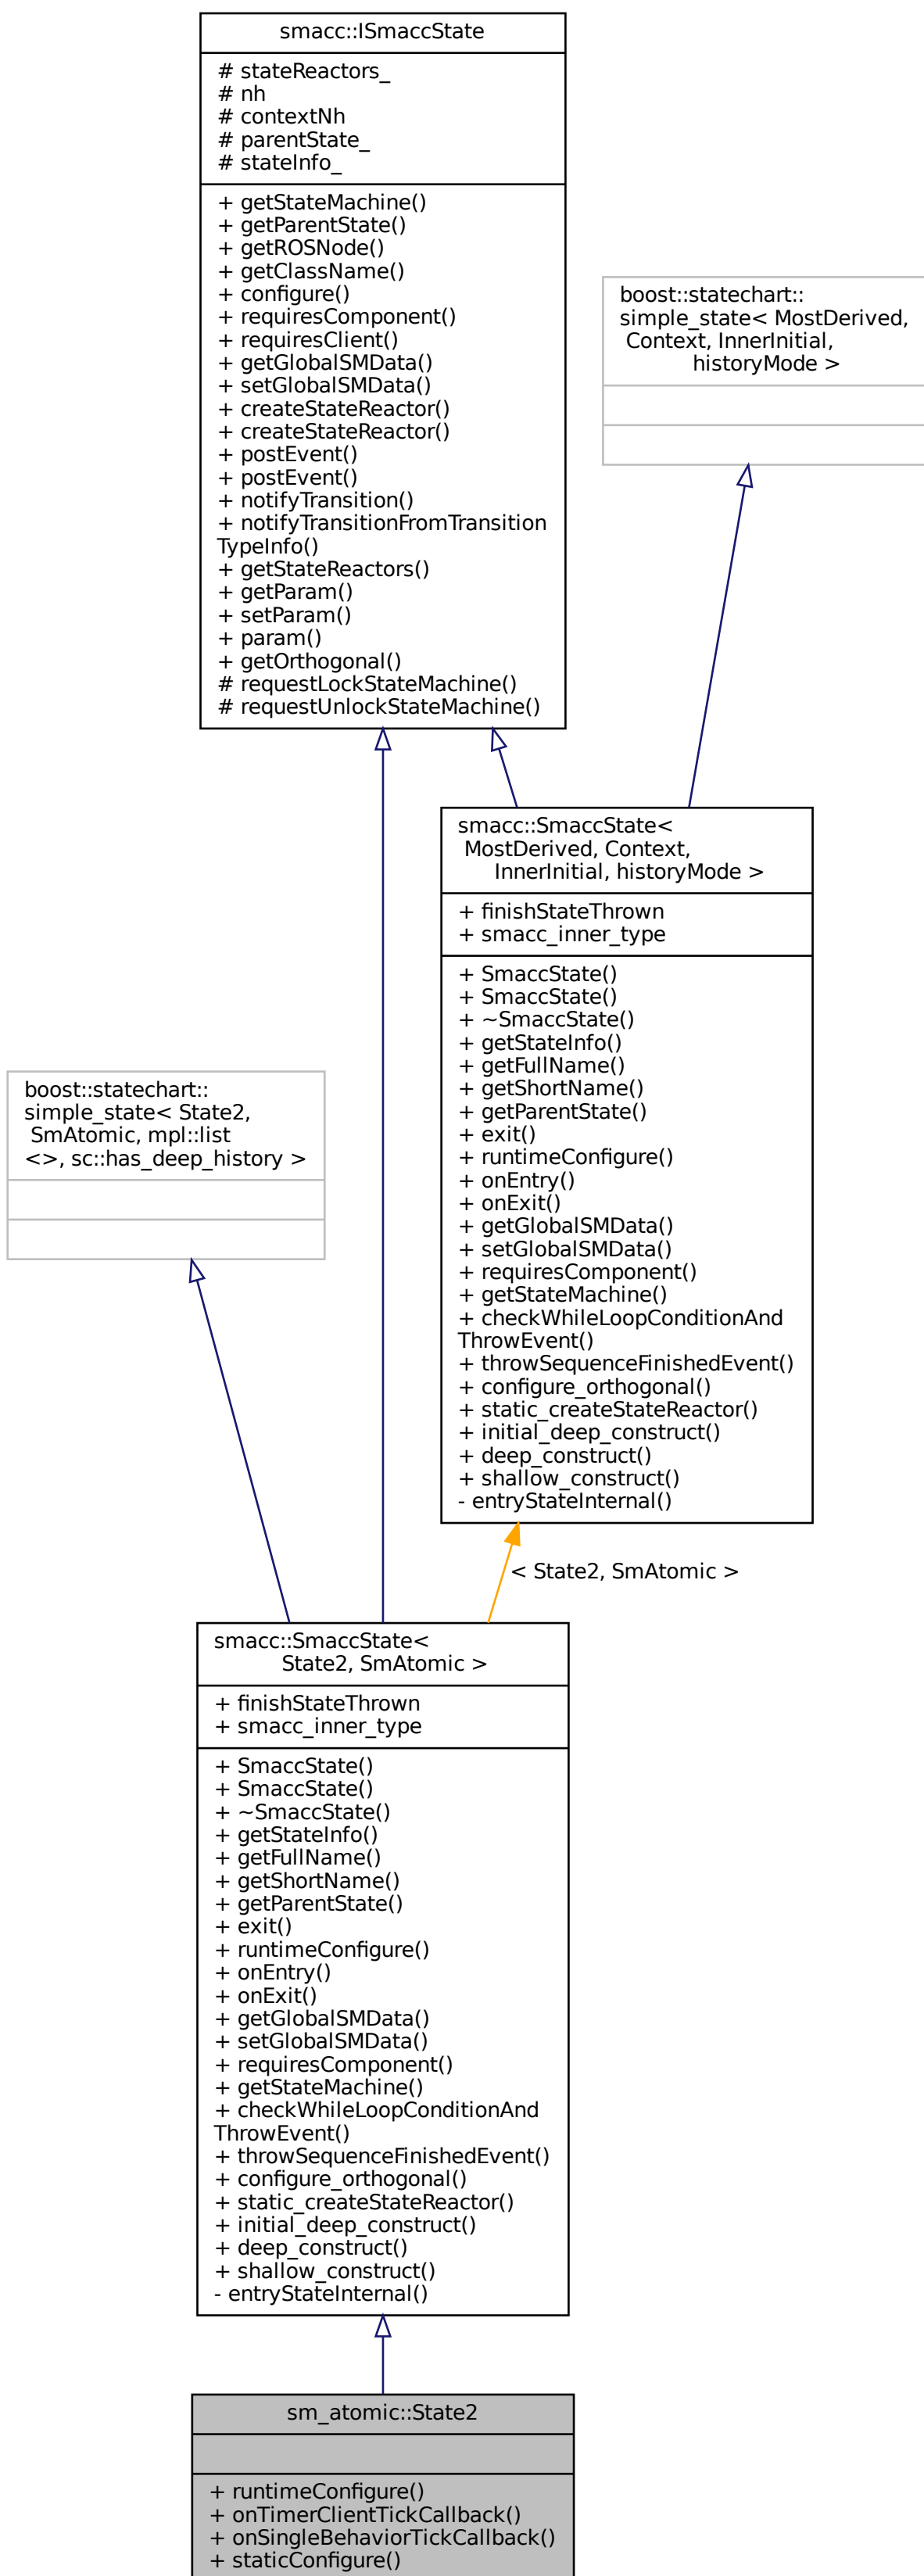 smacc::ISmaccState
# stateReactors_
# nh
# contextNh
# parentState_
# stateInfo_
+ getStateMachine()
+ getParentState()
+ getROSNode()
+ getClassName()
+ configure()
+ requiresComponent()
+ requiresClient()
+ getGlobalSMData()
+ setGlobalSMData()
+ createStateReactor()
+ createStateReactor()
+ postEvent()
+ postEvent()
+ notifyTransition()
+ notifyTransitionFromTransition
TypeInfo()
+ getStateReactors()
+ getParam()
+ setParam()
+ param()
+ getOrthogonal()
# requestLockStateMachine()
# requestUnlockStateMachine()
boost::statechart::
simple_state< MostDerived,
Context, InnerInitial,
historyMode >
smacc::SmaccState<
MostDerived, Context,
InnerInitial, historyMode >
+ finishStateThrown
+ smacc_inner_type
+ SmaccState()
+ SmaccState()
+ ~SmaccState()
+ getStateInfo()
+ getFullName()
+ getShortName()
+ getParentState()
+ exit()
+ runtimeConfigure()
+ onEntry()
+ onExit()
+ getGlobalSMData()
+ setGlobalSMData()
+ requiresComponent()
+ getStateMachine()
+ checkWhileLoopConditionAnd
ThrowEvent()
+ throwSequenceFinishedEvent()
+ configure_orthogonal()
+ static_createStateReactor()
+ initial_deep_construct()
+ deep_construct()
+ shallow_construct()
- entryStateInternal()
boost::statechart::
simple_state< State2,
SmAtomic, mpl::list
<>, sc::has_deep_history >
< State2, SmAtomic >
smacc::SmaccState<
State2, SmAtomic >
+ finishStateThrown
+ smacc_inner_type
+ SmaccState()
+ SmaccState()
+ ~SmaccState()
+ getStateInfo()
+ getFullName()
+ getShortName()
+ getParentState()
+ exit()
+ runtimeConfigure()
+ onEntry()
+ onExit()
+ getGlobalSMData()
+ setGlobalSMData()
+ requiresComponent()
+ getStateMachine()
+ checkWhileLoopConditionAnd
ThrowEvent()
+ throwSequenceFinishedEvent()
+ configure_orthogonal()
+ static_createStateReactor()
+ initial_deep_construct()
+ deep_construct()
+ shallow_construct()
- entryStateInternal()
sm_atomic::State2
+ runtimeConfigure()
+ onTimerClientTickCallback()
+ onSingleBehaviorTickCallback()
+ staticConfigure()